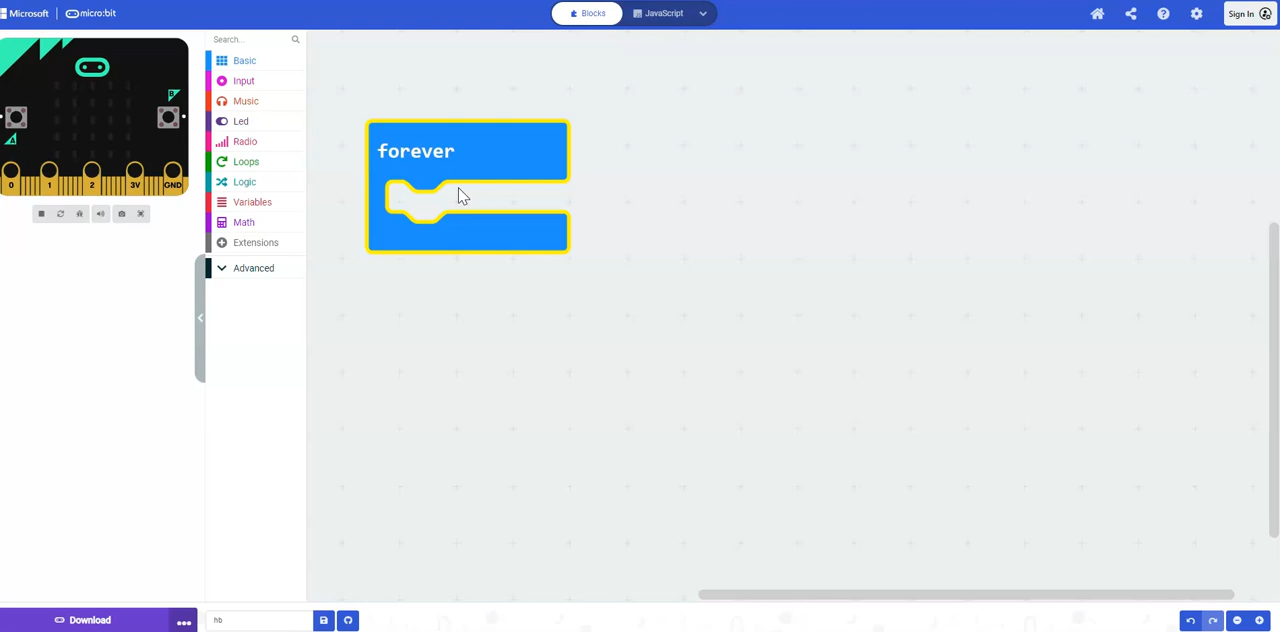 Microsoft micro:bit Blocks JavaScript Sign In
Search...
Basic
Input
Music
Led
Radio
Loops
Logic
Variables
Math
Extensions
Advanced
B
A
0 1 2 3V GND
forever
Download hb